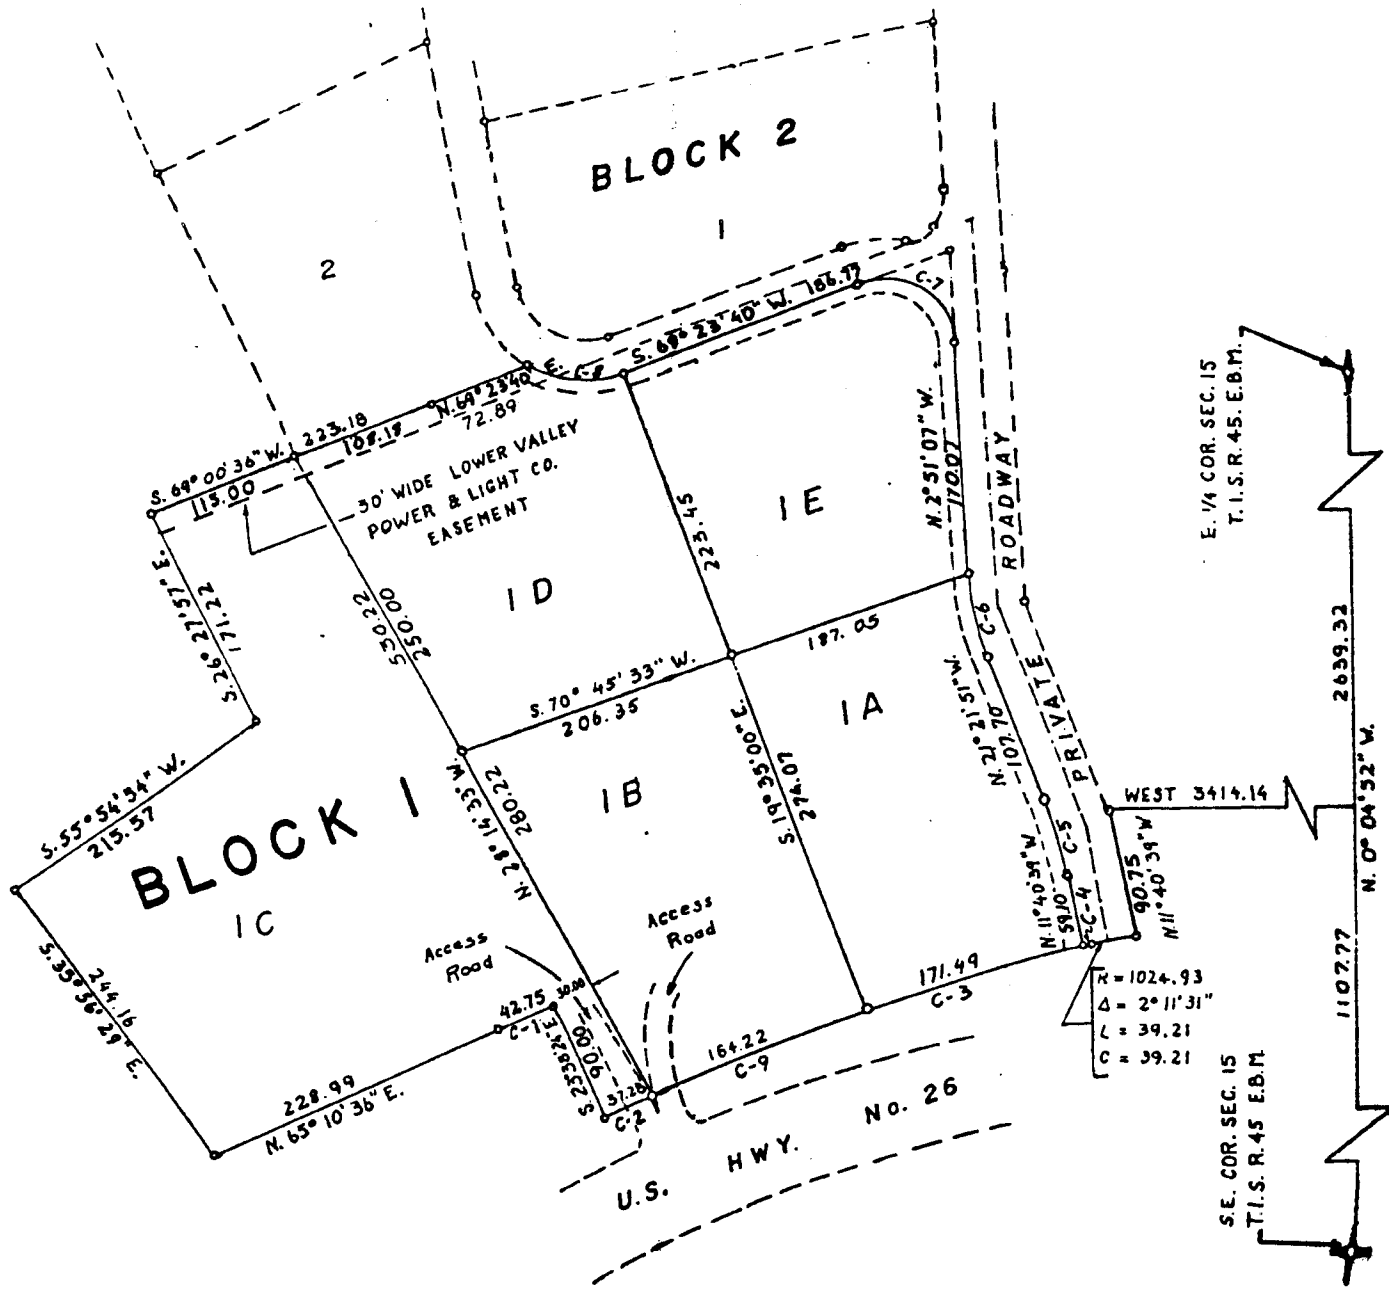 BLOCK 2
1
2
S. 69° 23' 40" W. 186.97
C-7
E.
C-8
N. 69° 23' 40"
72.89
223.18
108.18
S. 69° 00' 36" W.
115.00
30' WIDE LOWER VALLEY
POWER & LIGHT CO.
EASEMENT
S. 26° 27' 57" E.
171.22
530.22
250.00
1D
223.45
1E
N. 2° 51' 07" W.
170.07
PRIVATE ROADWAY
E. 1/4 COR. SEC. 15
T. 1. S. R. 45. E.B.M.
2639.32
187.05
C-6
S. 70° 45' 33" W.
206.35
1A
S. 19° 35' 00" E.
274.07
N. 21° 21' 51" W.
107.70
S. 55° 54' 34" W.
215.57
BLOCK 1
1C
N. 28° 14' 33" W.
280.22
1B
WEST 3414.14
N. 0° 04' 52" W.
C-5
90.75
N. 11° 40' 39" W
N. 11° 40' 39" W
59.10
C-4
S. 35° 56' 42" E.
244.16
Access
Road
Access
Road
171.49
C-3
1107.77
R = 1024.93
Δ = 2° 11' 31"
L = 39.21
C = 39.21
42.75
C-1
30.00
S. 23° 38' 24" E.
90.00
37.28
C-2
164.22
C-9
228.99
N. 65° 10' 36" E.
U.S. HWY. No. 26
S.E. COR. SEC. 15
T. 1. S. R. 45 E.B.M.